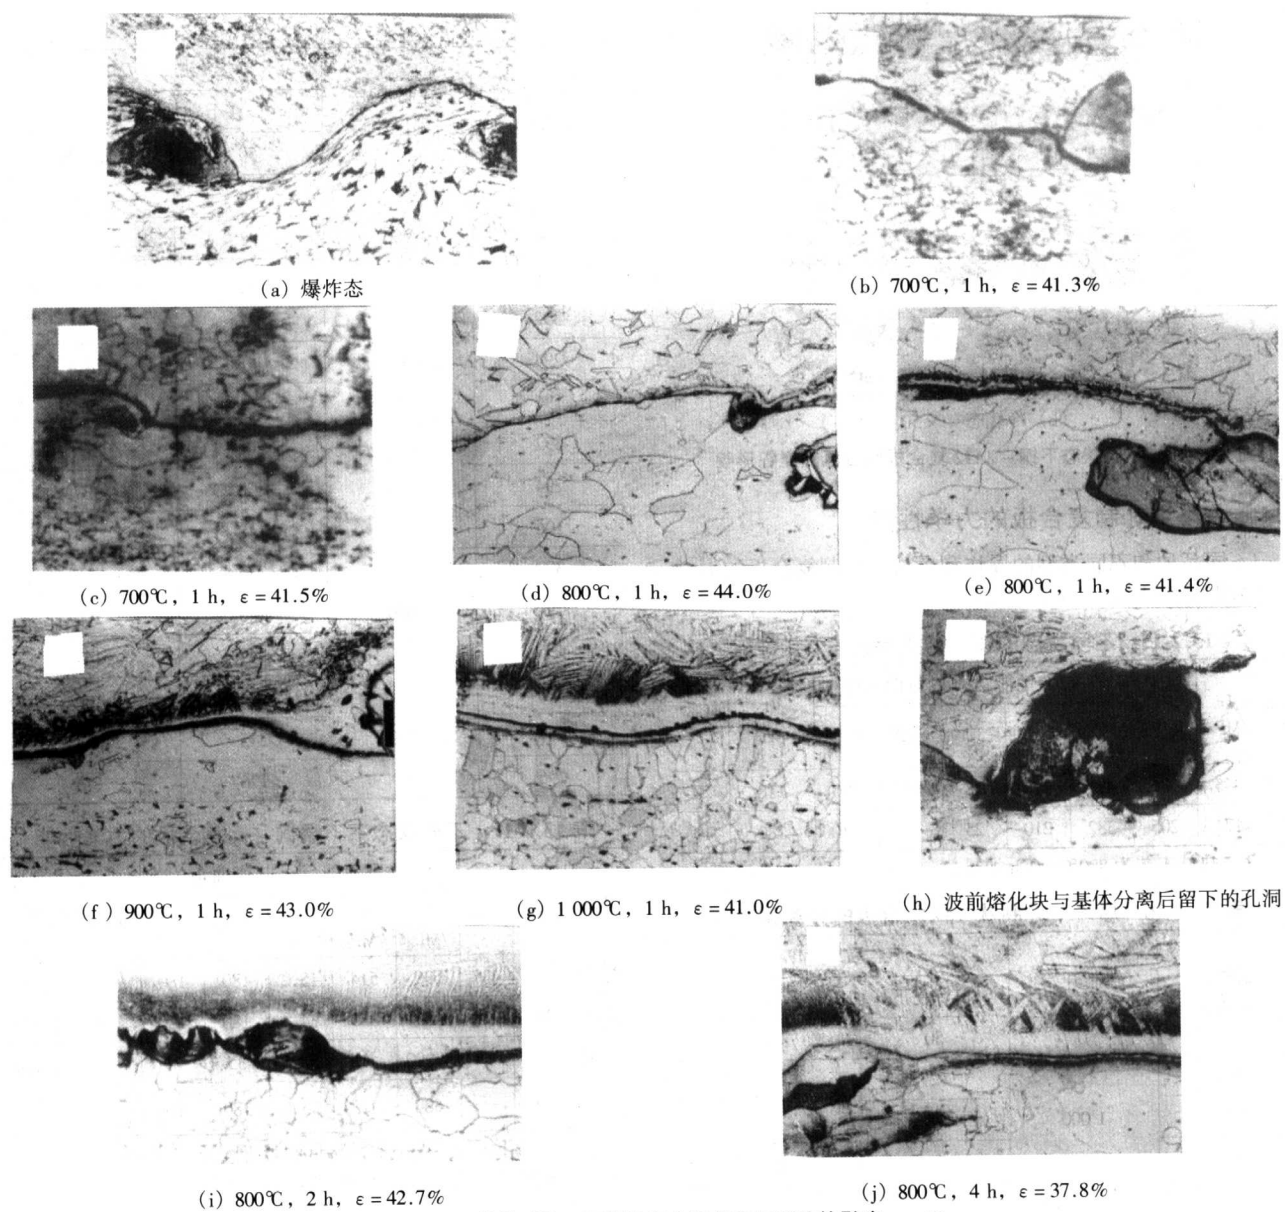 (a) 爆炸态
(b) 700℃, 1 h, ε=41.3%
(c) 700℃, 1 h, ε=41.5%
(d) 800℃, 1 h, ε=44.0%
(e) 800℃, 1 h, ε=41.4%
(f) 900℃, 1 h, ε=43.0%
(g) 1 000℃, 1 h, ε=41.0%
(h) 波前熔化块与基体分离后留下的孔洞
(i) 800℃, 2 h, ε=42.7%
(j) 800℃, 4 h, ε=37.8%